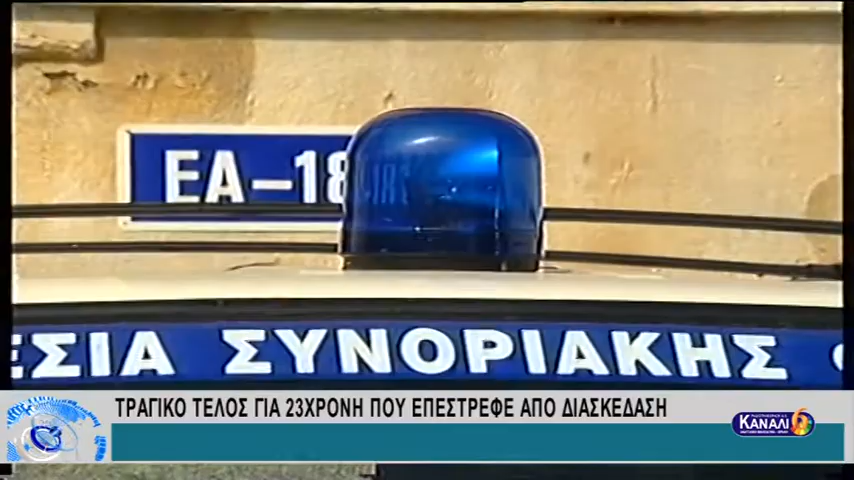 ΕΑ-18
ΕΣΙΑ ΣΥΝΟΡΙΑΚΗΣ Φ
ΤΡΑΓΙΚΟ ΤΕΛΟΣ ΓΙΑ 23ΧΡΟΝΗ ΠΟΥ ΕΠΕΣΤΡΕΦΕ ΑΠΟ ΔΙΑΣΚΕΔΑΣΗ
ΚΑΝΑΛΙ 6